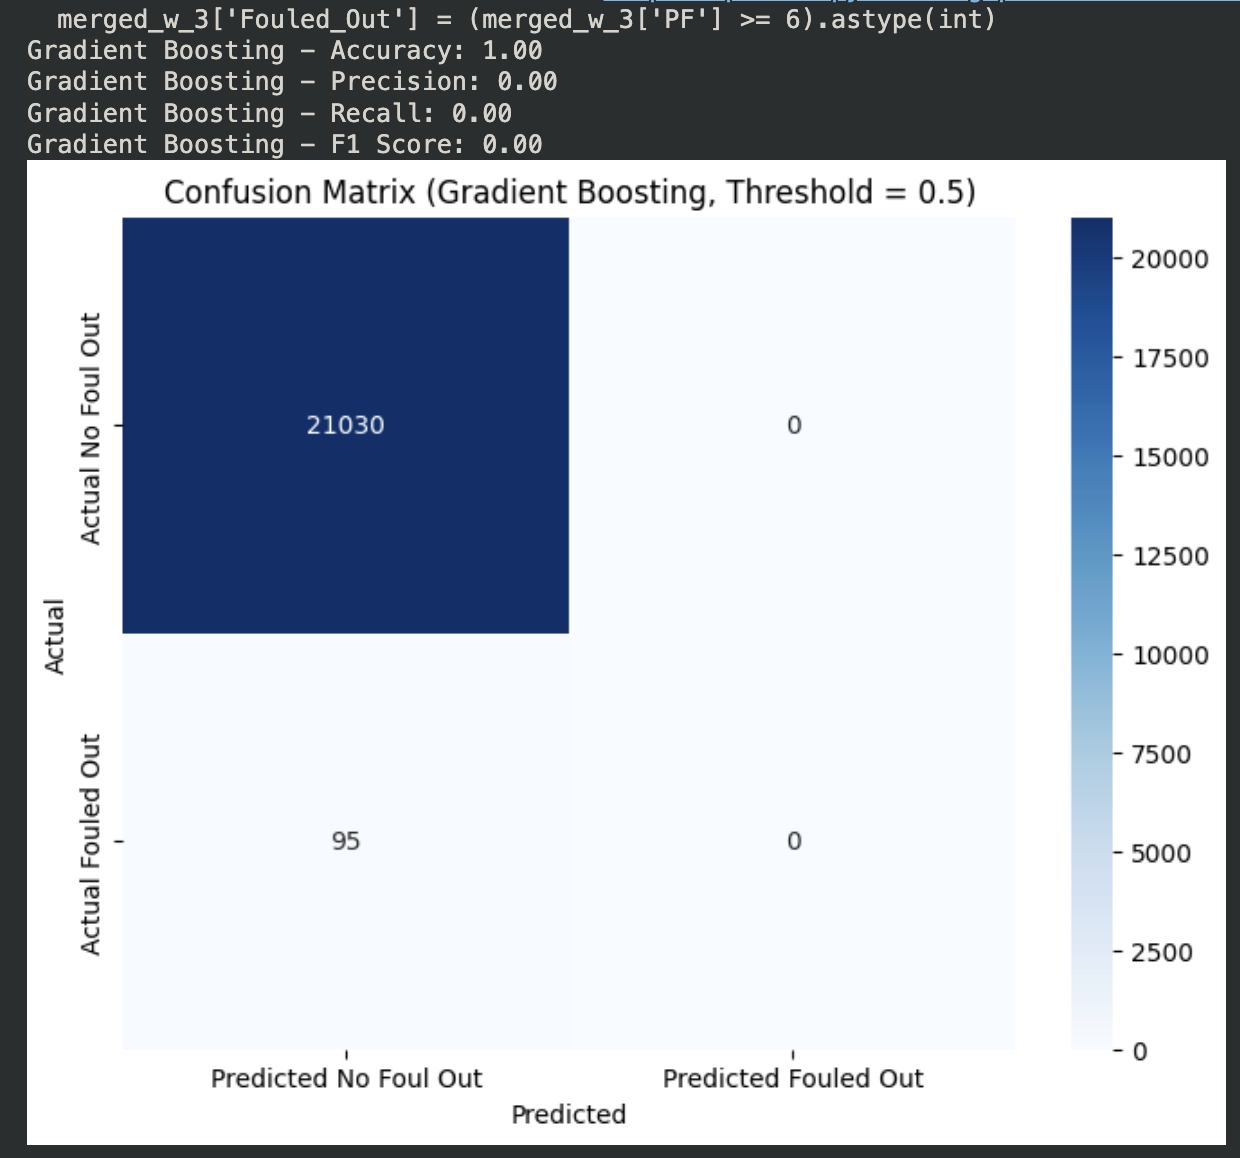 merged_w_3['Fouled_Out'] = (merged_w_3['PF'] >= 6).astype(int)
Gradient Boosting – Accuracy: 1.00
Gradient Boosting – Precision: 0.00
Gradient Boosting – Recall: 0.00
Gradient Boosting – F1 Score: 0.00
Confusion Matrix (Gradient Boosting, Threshold = 0.5)
Actual
Actual No Foul Out
21030
0
Actual Fouled Out
95
0
Predicted No Foul Out
Predicted Fouled Out
Predicted
20000
17500
15000
12500
10000
7500
5000
2500
0